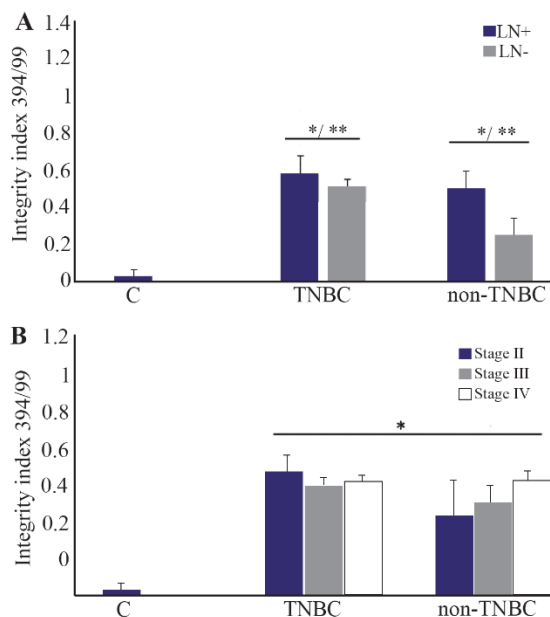 A
1.4
1.2
1
0.8
0.6
0.4
0.2
0
Integrity index 394/99
LN+
LN-
*/ **
*/ **
C
TNBC
non-TNBC
B
1.2
1
0.8
0.6
0.4
0.2
0
Integrity index 394/99
Stage II
Stage III
Stage IV
*
C
TNBC
non-TNBC